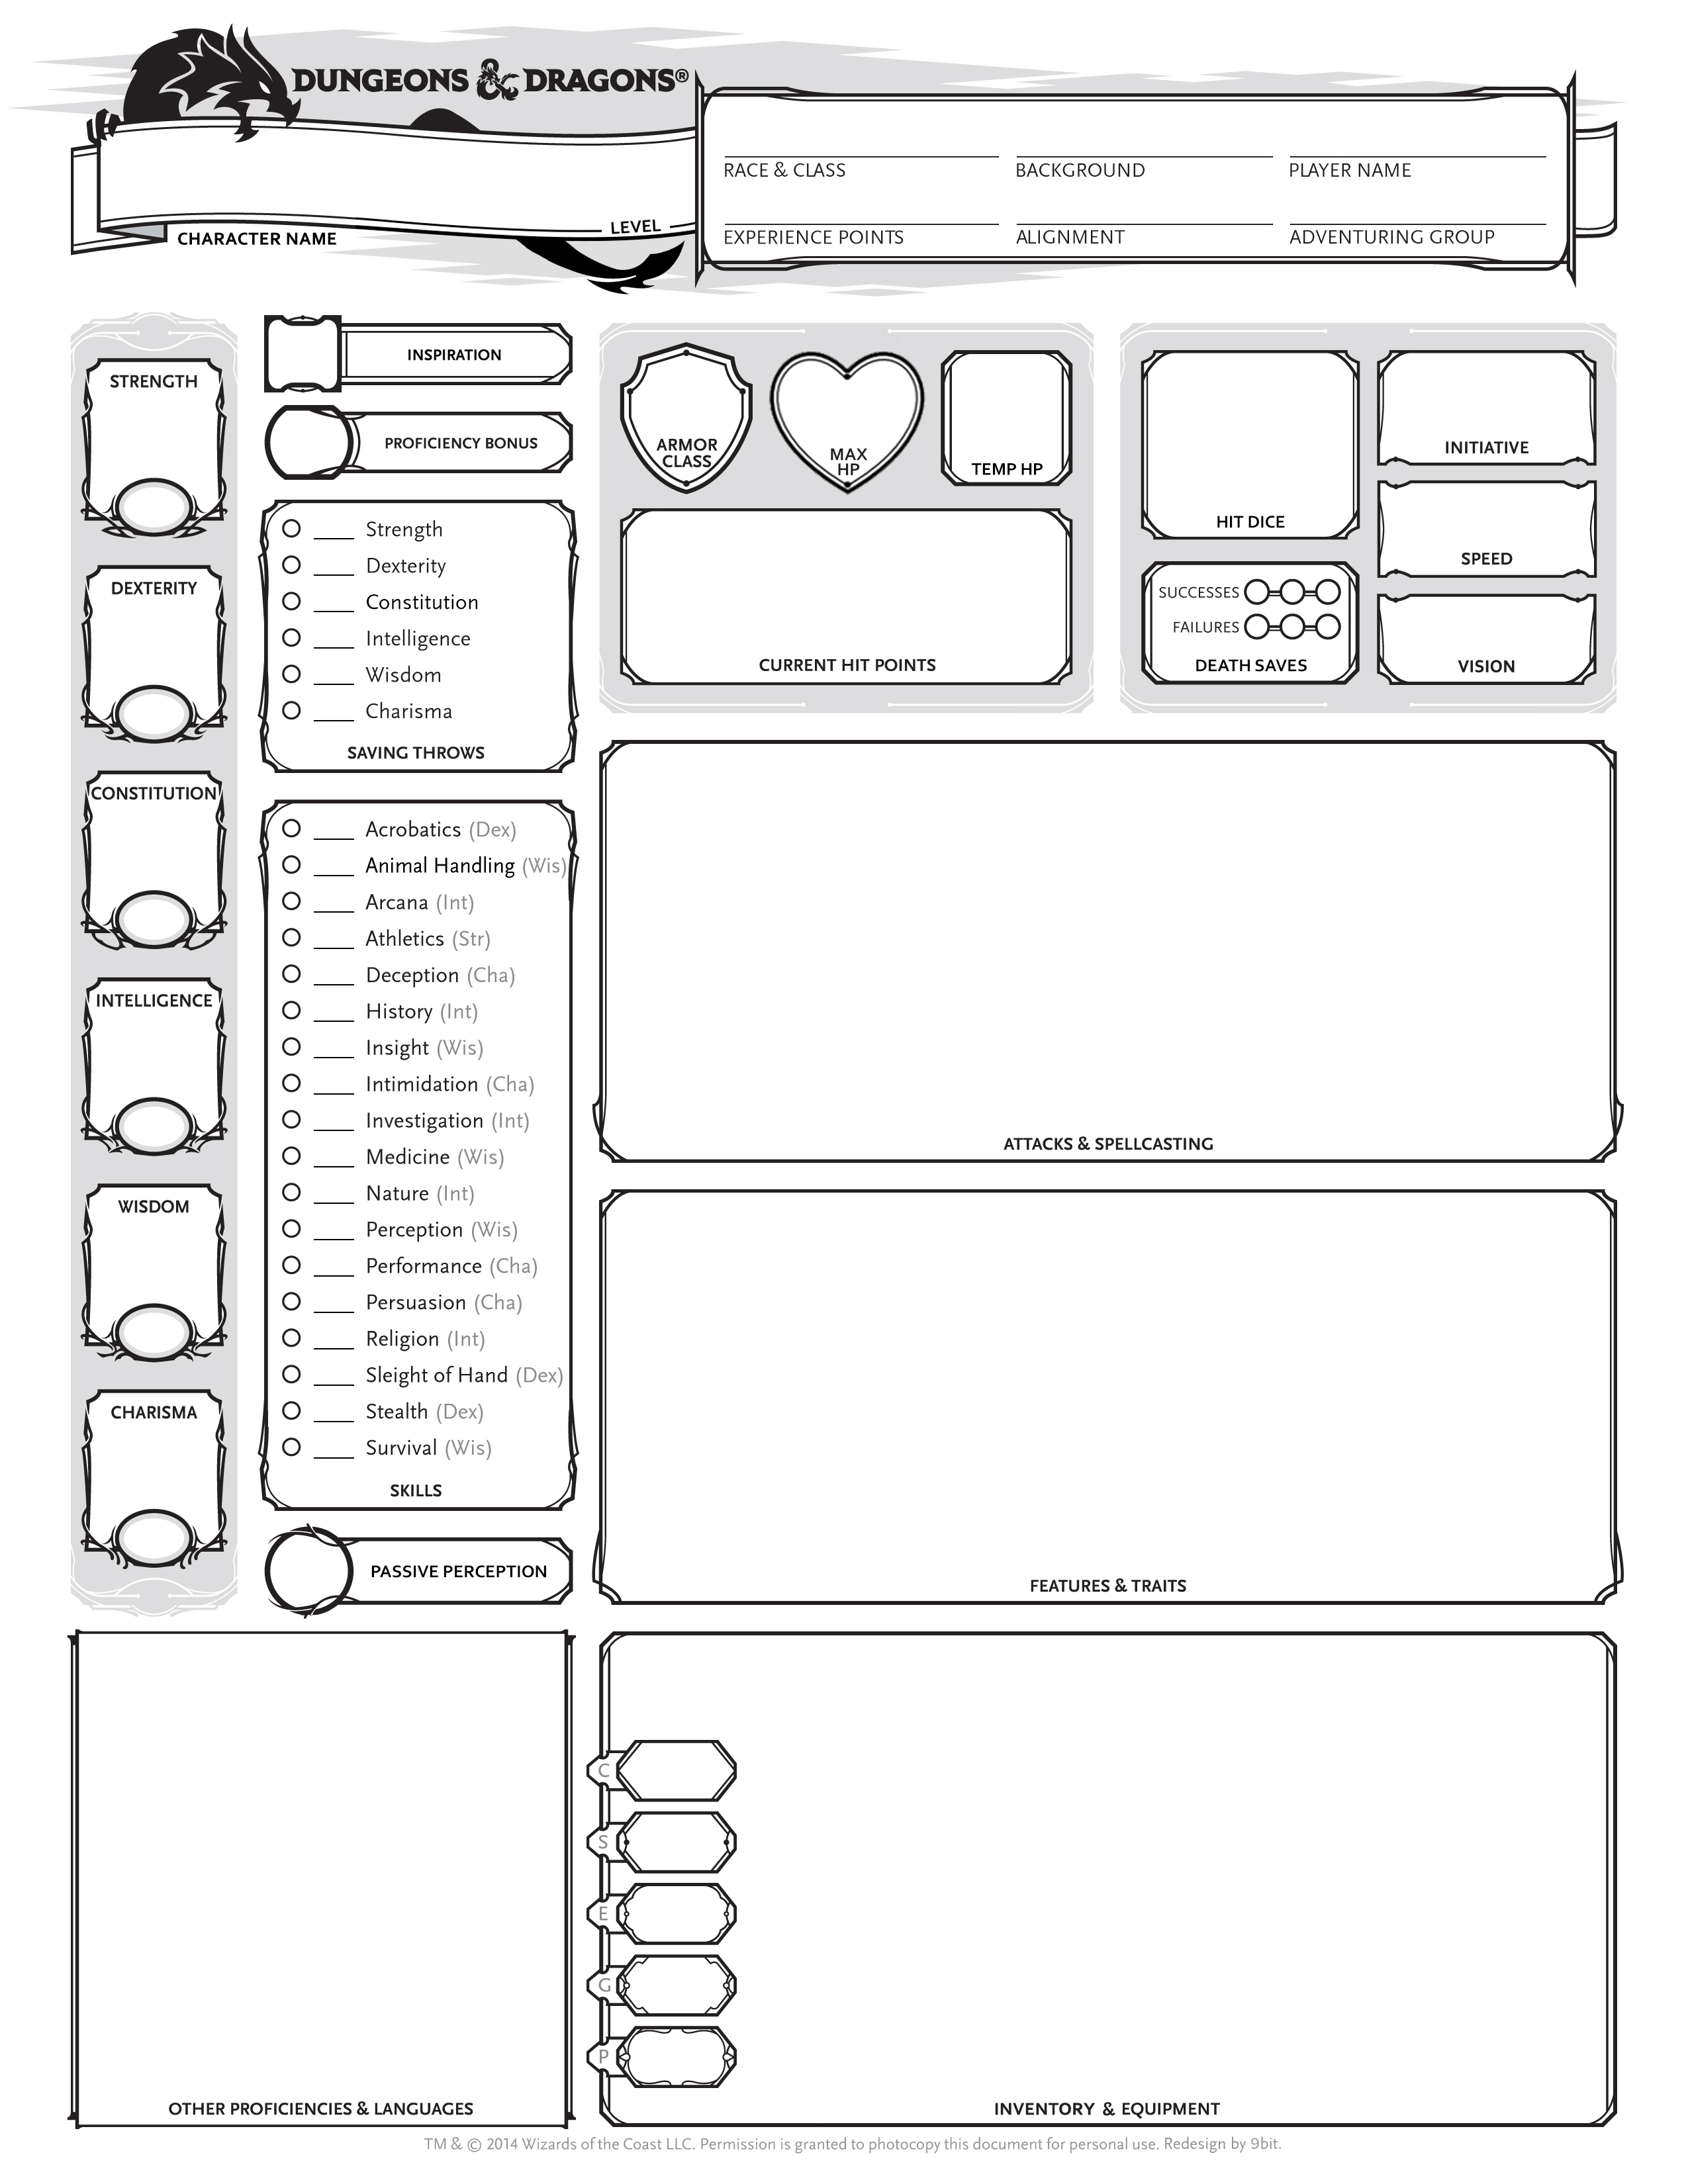 DUNGEONS & DRAGONS®
CHARACTER NAME
LEVEL
RACE & CLASS
BACKGROUND
PLAYER NAME
EXPERIENCE POINTS
ALIGNMENT
ADVENTURING GROUP
STRENGTH
DEXTERITY
CONSTITUTION
INTELLIGENCE
WISDOM
CHARISMA
INSPIRATION
PROFICIENCY BONUS
Strength
Dexterity
Constitution
Intelligence
Wisdom
Charisma
SAVING THROWS
Acrobatics (Dex)
Animal Handling (Wis)
Arcana (Int)
Athletics (Str)
Deception (Cha)
History (Int)
Insight (Wis)
Intimidation (Cha)
Investigation (Int)
Medicine (Wis)
Nature (Int)
Perception (Wis)
Performance (Cha)
Persuasion (Cha)
Religion (Int)
Sleight of Hand (Dex)
Stealth (Dex)
Survival (Wis)
SKILLS
PASSIVE PERCEPTION
ARMOR
CLASS
MAX
HP
TEMP HP
CURRENT HIT POINTS
HIT DICE
SUCCESSES
FAILURES
DEATH SAVES
INITIATIVE
SPEED
VISION
ATTACKS & SPELLCASTING
FEATURES & TRAITS
OTHER PROFICIENCIES & LANGUAGES
C
S
E
G
P
INVENTORY & EQUIPMENT
TM & © 2014 Wizards of the Coast LLC. Permission is granted to photocopy this document for personal use. Redesign by 9bit.